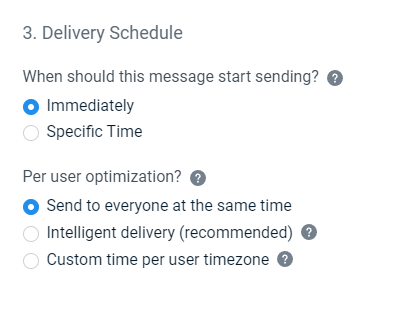 3. Delivery Schedule
When should this message start sending? ?
Immediately
Specific Time
Per user optimization? ?
Send to everyone at the same time
Intelligent delivery (recommended) ?
Custom time per user timezone ?